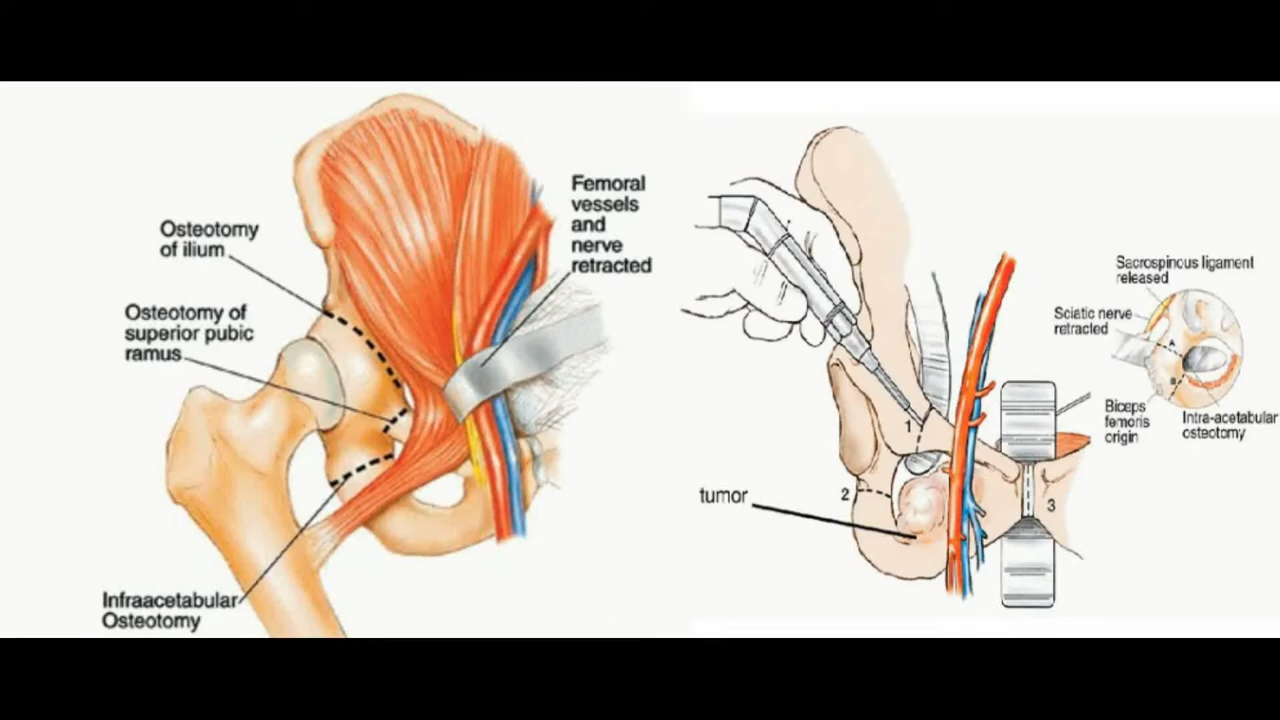 Osteotomy
of ilium
Osteotomy of
superior pubic
ramus
Infraacetabular
Osteotomy
Femoral
vessels
and
nerve
retracted
tumor
1
2
3
Sacrospinous ligament
released
Sciatic nerve
retracted
A
B
Biceps
femoris
origin
Intra-acetabular
osteotomy